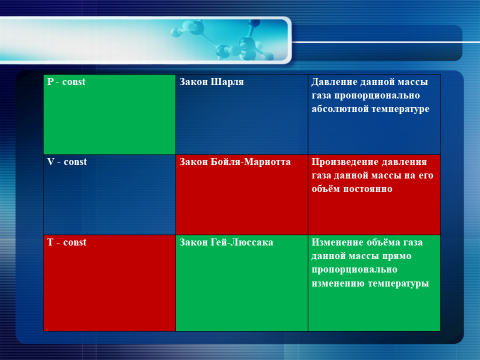 P - const
Закон Шарля
Давление данной массы
газа пропорционально
абсолютной температуре
V - const
Закон Бойля-Мариотта
Произведение давления
газа данной массы на его
объём постоянно
T - const
Закон Гей-Люссака
Изменение объёма газа
данной массы прямо
пропорционально
изменению температуры